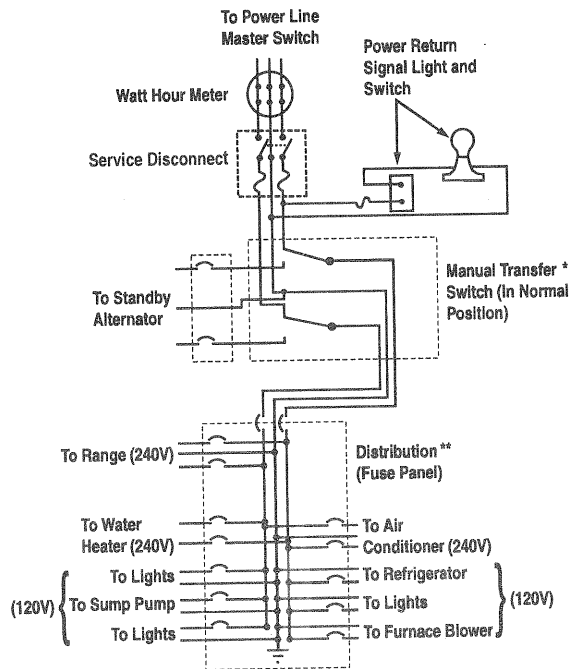 To Power Line
Master Switch
Power Return
Signal Light and
Switch
Watt Hour Meter
Service Disconnect
Manual Transfer *
Switch (In Normal
Position)
To Standby
Alternator
Distribution **
(Fuse Panel)
To Range (240V)
To Water
Heater (240V)
To Air
Conditioner (240V)
To Lights
To Refrigerator
(120V)
To Sump Pump
To Lights
(120V)
To Lights
To Furnace Blower